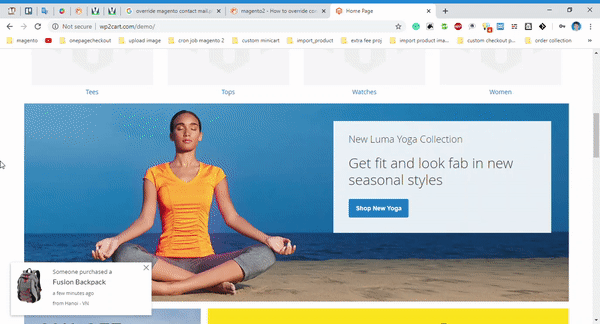 override magento contact mail
magento2 - How to override co
Home Page
Not secure | wp2cart.com/demo/
magento
onepagecheckout
upload image
cron job magento 2
custom minicart
import_product
extra fee proj
import product ima
custom checkout p
order collection
Tees
Tops
Watches
Women
New Luma Yoga Collection
Get fit and look fab in new
seasonal styles
Shop New Yoga
Someone purchased a
Fusion Backpack
a few minutes ago
from Hanoi - VN